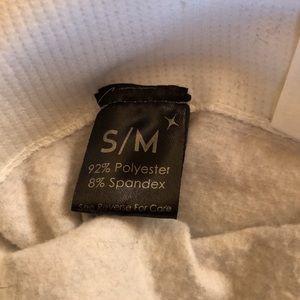 S/M
92% Polyester
8% Spandex
See Reverse For Care